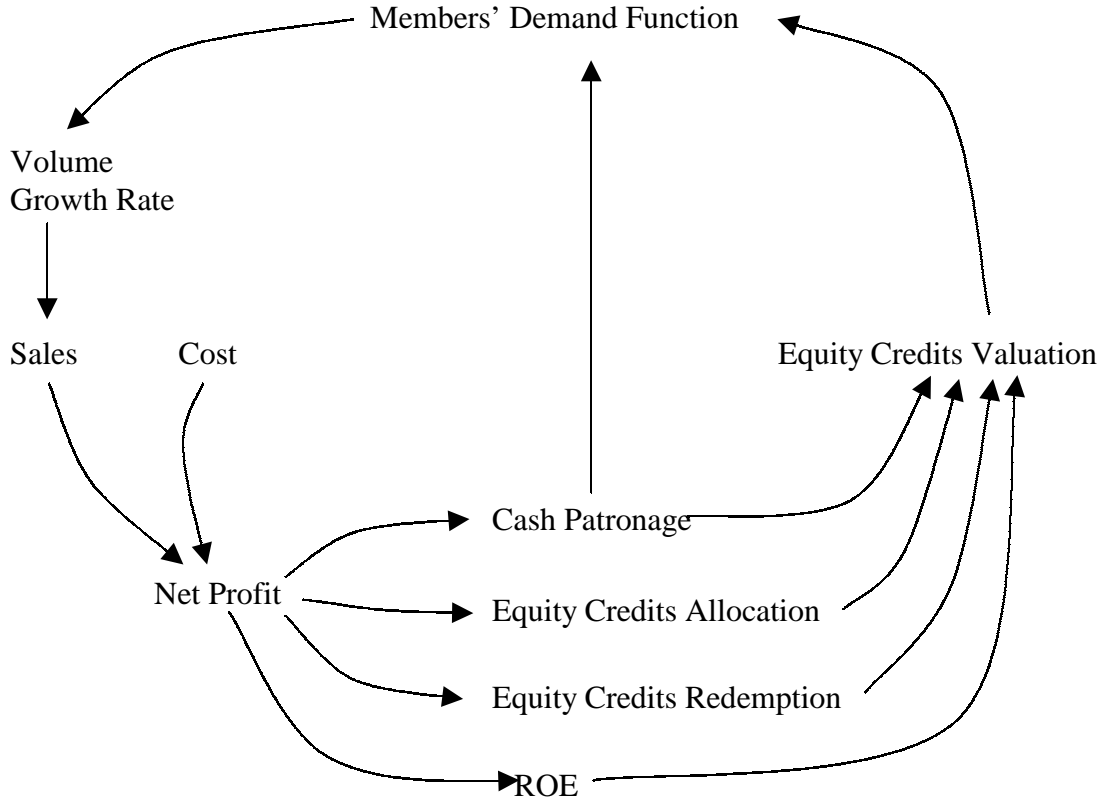 Members’ Demand Function
Volume
Growth Rate
Sales
Cost
Equity Credits Valuation
Cash Patronage
Net Profit
Equity Credits Allocation
Equity Credits Redemption
ROE